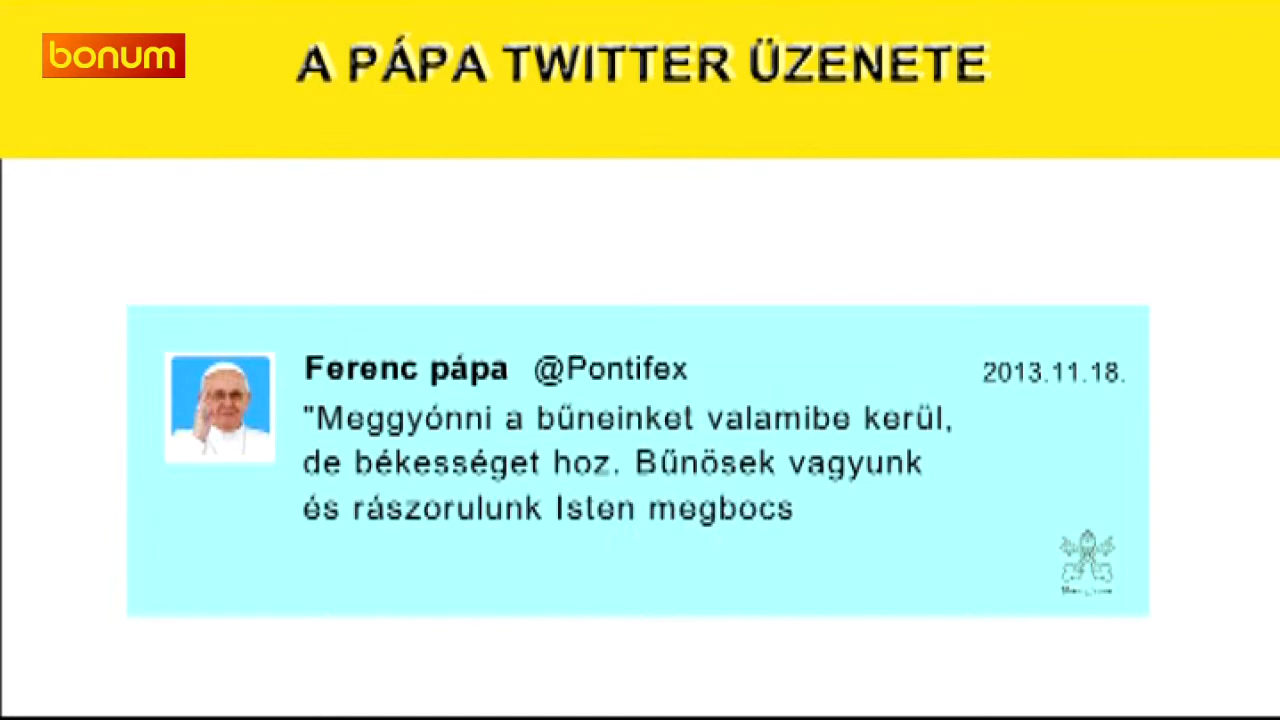 bonum
A PÁPA TWITTER ÜZENETE
Ferenc pápa @Pontifex 2013.11.18.
"Meggyónni a bűneinket valamibe kerül,
de békességet hoz. Bűnösek vagyunk
és rászorulunk Isten megbocs